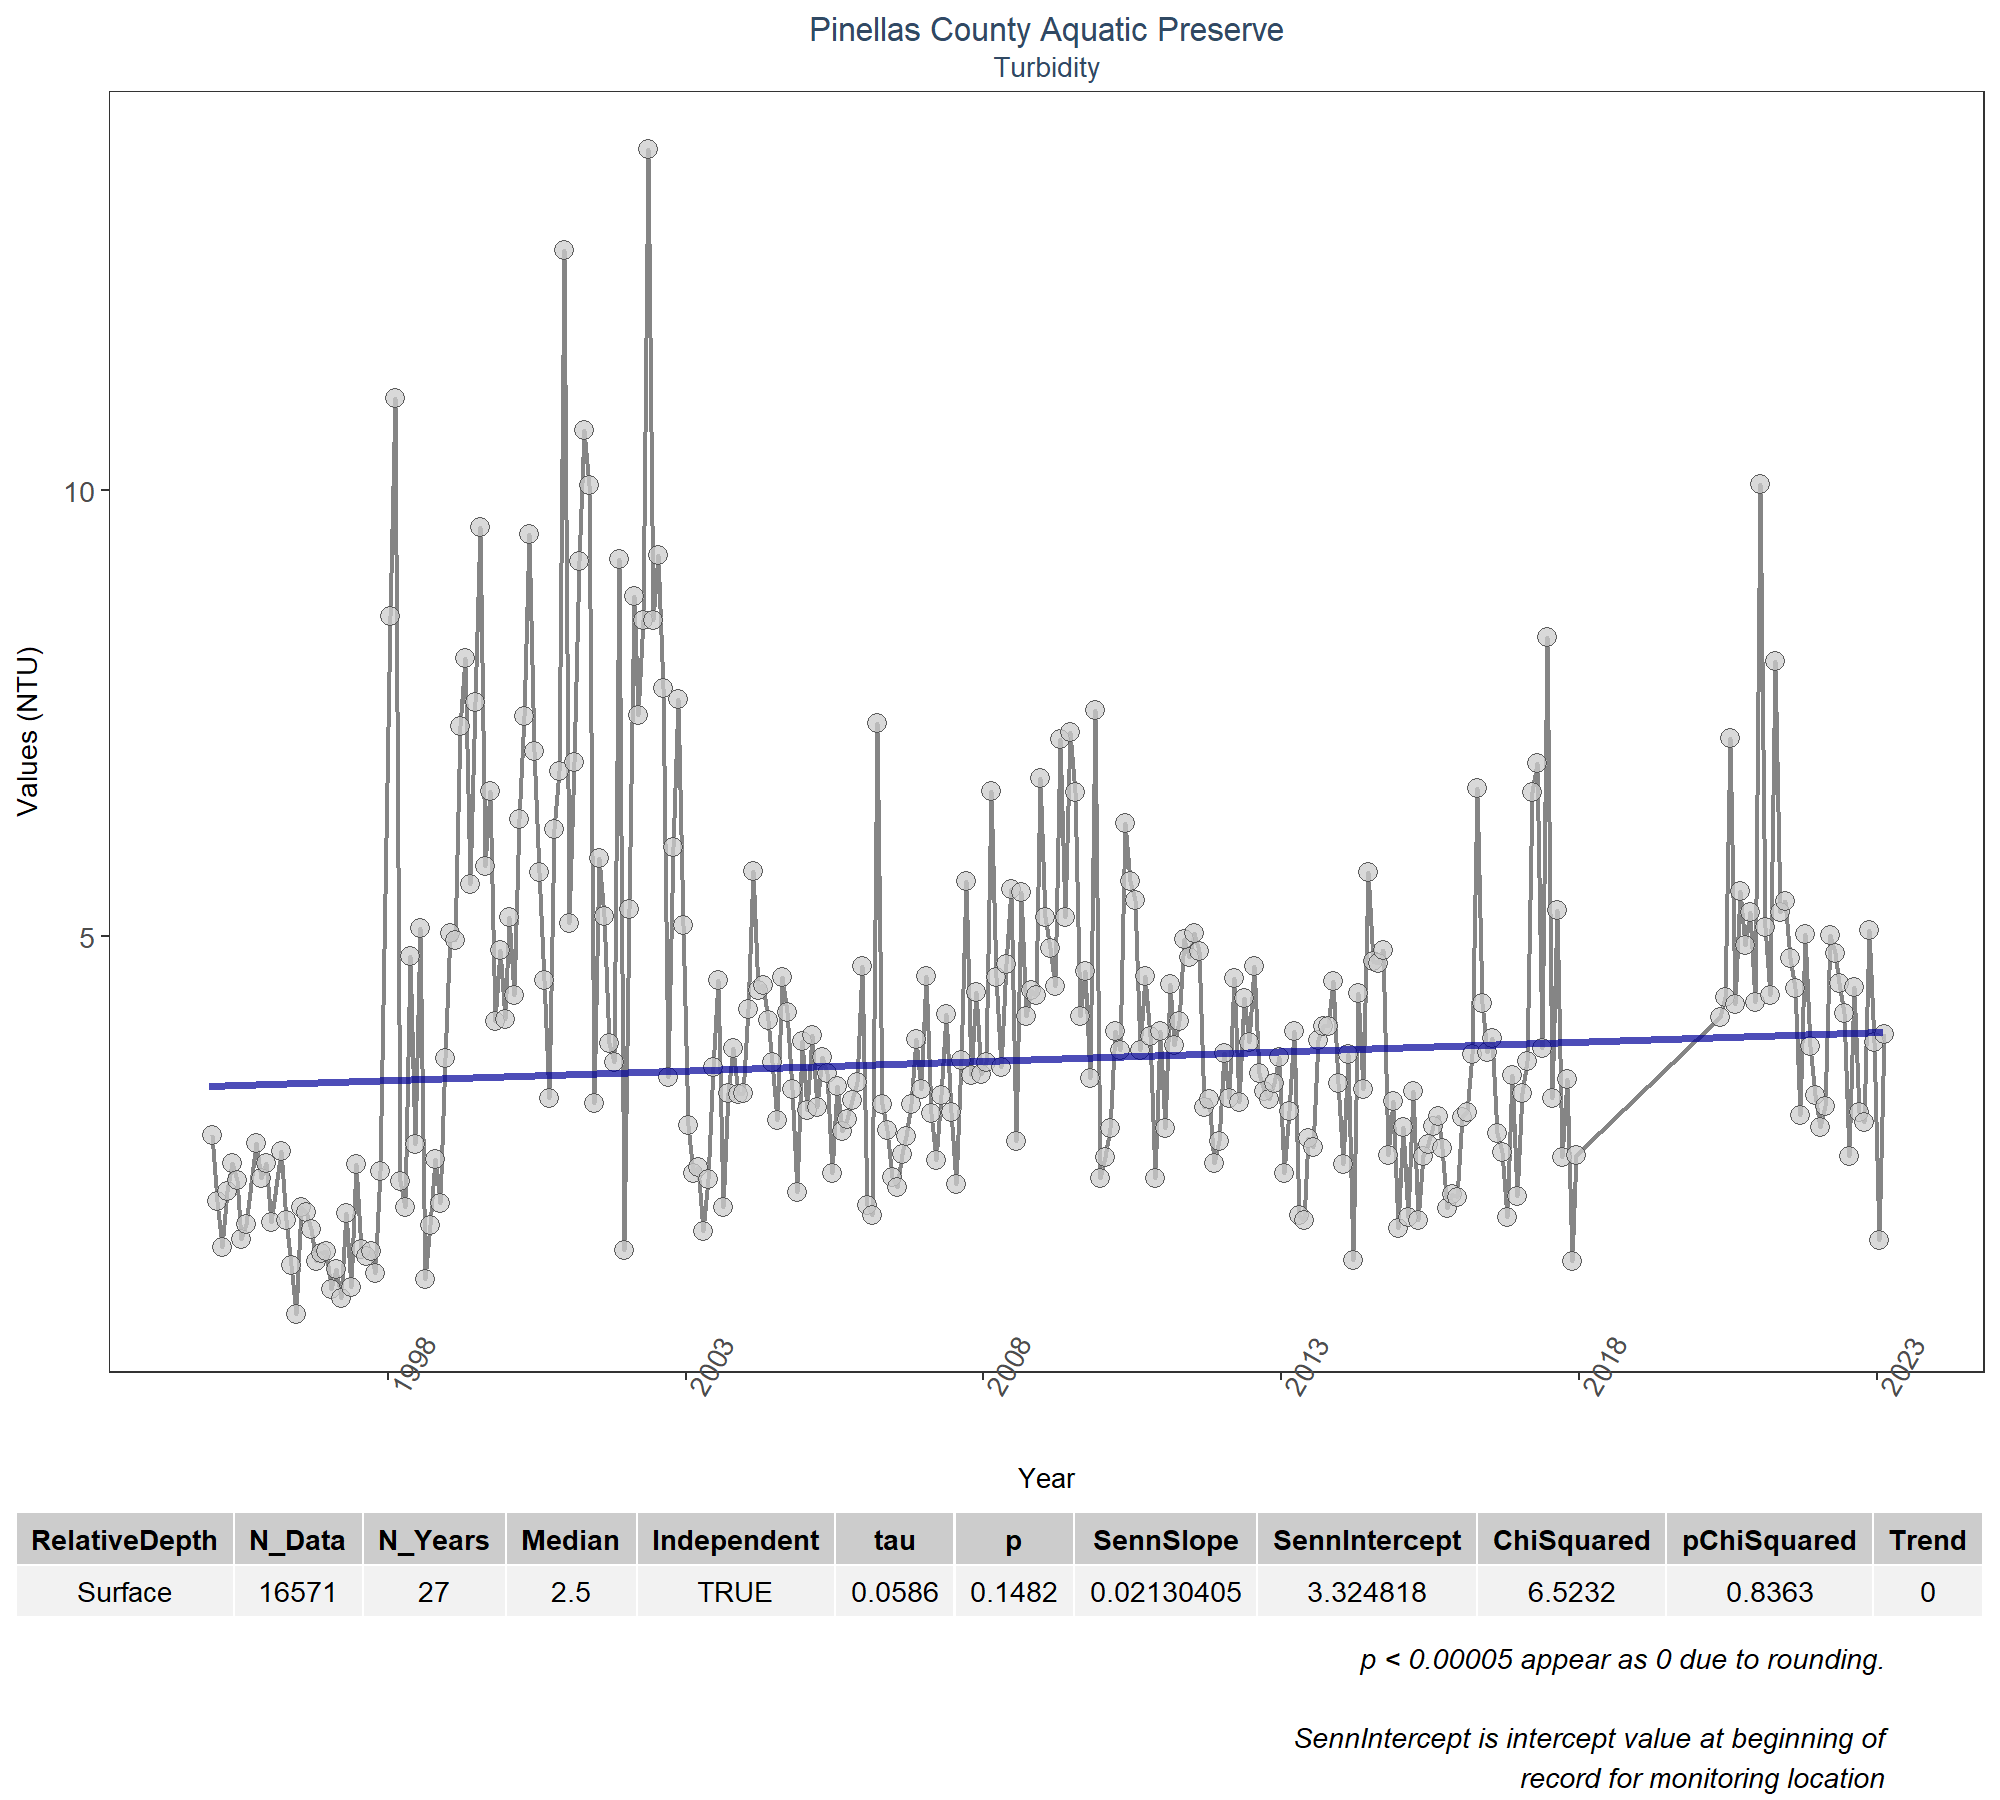 Pinellas County Aquatic Preserve
Turbidity
Values (NTU)
10
5
1998 2003 2008 2013 2018 2023
Year
RelativeDepth N_Data N_Years Median Independent tau p SennSlope SennIntercept ChiSquared pChiSquared Trend
Surface 16571 27 2.5 TRUE 0.0586 0.1482 0.02130405 3.324818 6.5232 0.8363 0
p < 0.00005 appear as 0 due to rounding.
SennIntercept is intercept value at beginning of
record for monitoring location